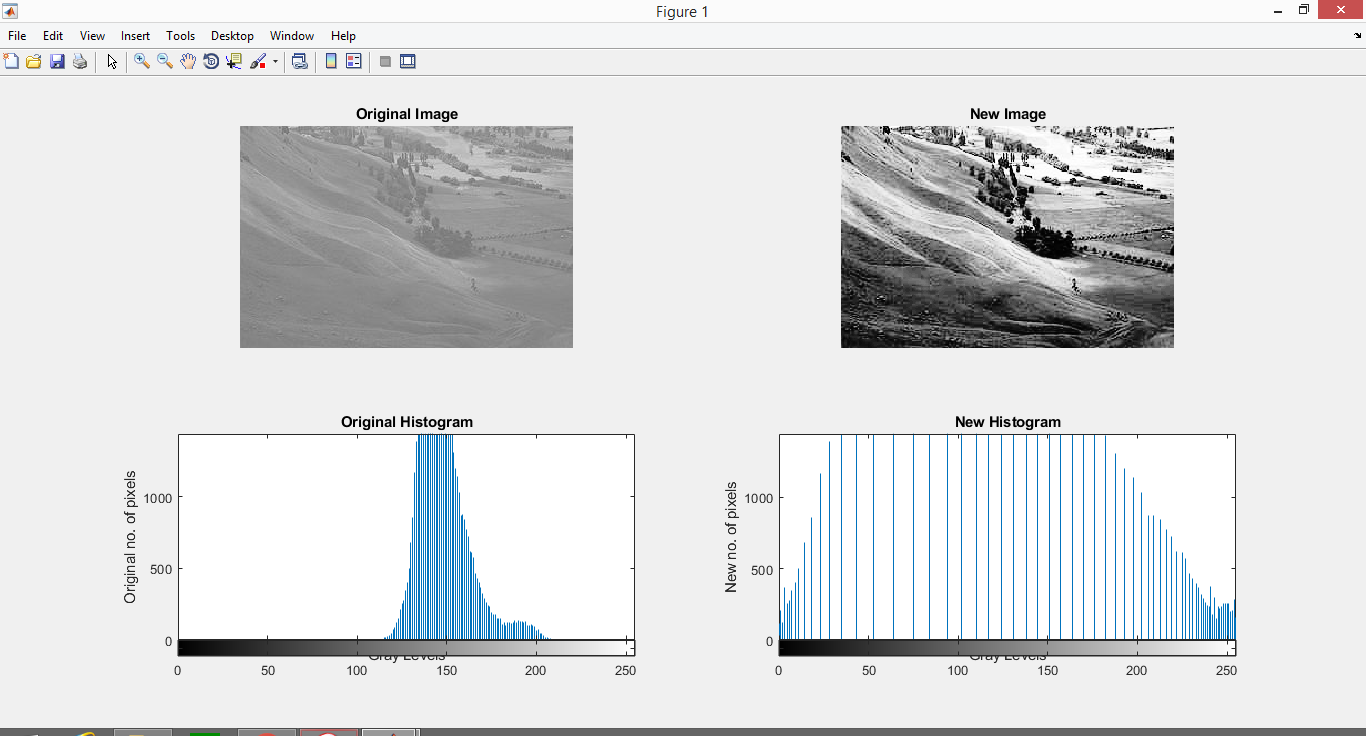 Figure 1
File Edit View Insert Tools Desktop Window Help
Original Image
New Image
Original Histogram
New Histogram
Original no. of pixels
1000
500
0
Gray Levels
0 50 100 150 200 250
New no. of pixels
1000
500
0
Gray Levels
0 50 100 150 200 250